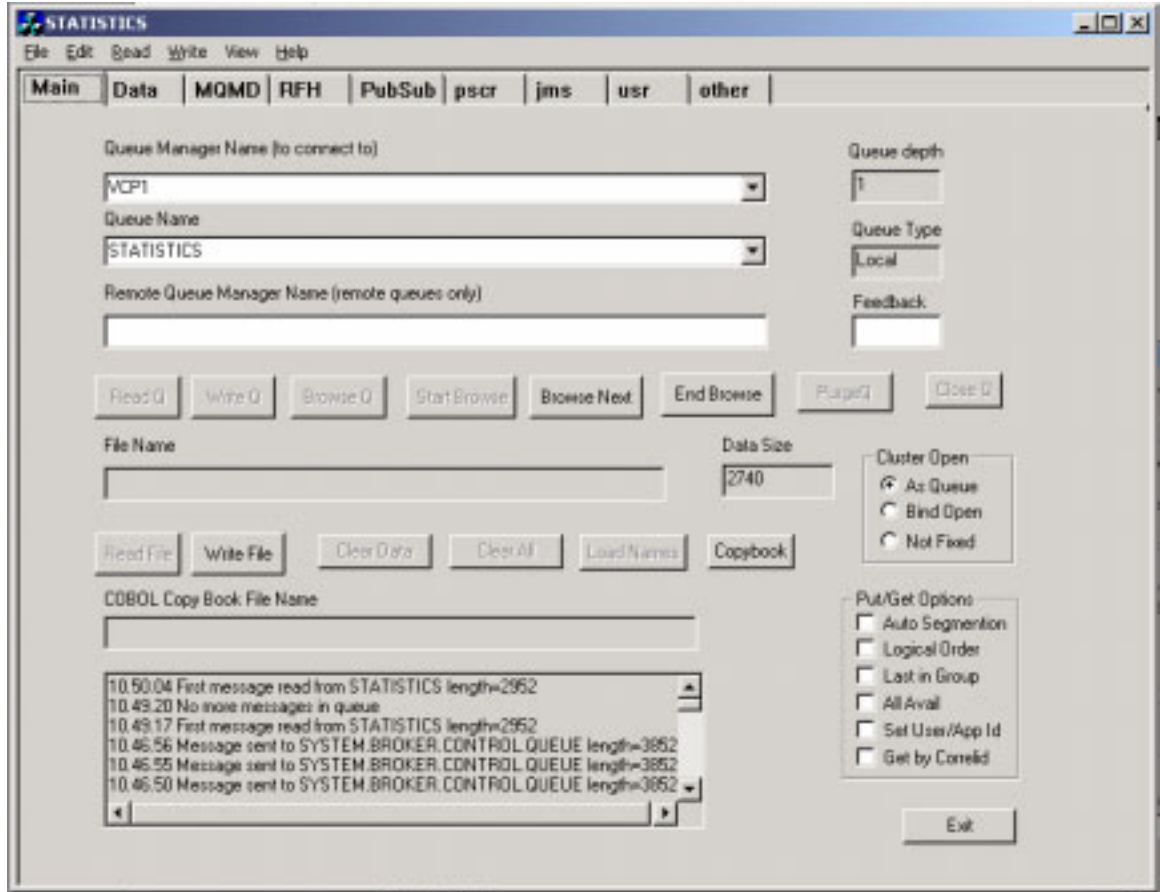 STATISTICS
File Edit Read Write View Help
Main Data MQMD RFH PubSub pscr jms usr other
Queue Manager Name (to connect to)
Queue depth
VCP1
1
Queue Name
Queue Type
STATISTICS
Local
Remote Queue Manager Name (remote queues only)
Feedback
Read Q Write Q Browse Q Start Browse Browse Next End Browse PurgeQ Close Q
File Name
Data Size
2740
Cluster Open
As Queue
Bind Open
Not Fixed
Read File Write File Clear Data Clear All Load Names Copybook
COBOL Copy Book File Name
Put/Get Options
Auto Segmention
Logical Order
Last in Group
All Avail
Set User/App Id
Get by Correlid
10.50.04 First message read from STATISTICS length=2952
10.49.20 No more messages in queue
10.49.17 First message read from STATISTICS length=2952
10.46.56 Message sent to SYSTEM.BROKER.CONTROL.QUEUE length=3852
10.46.55 Message sent to SYSTEM.BROKER.CONTROL.QUEUE length=3852
10.46.50 Message sent to SYSTEM.BROKER.CONTROL.QUEUE length=3852
Exit